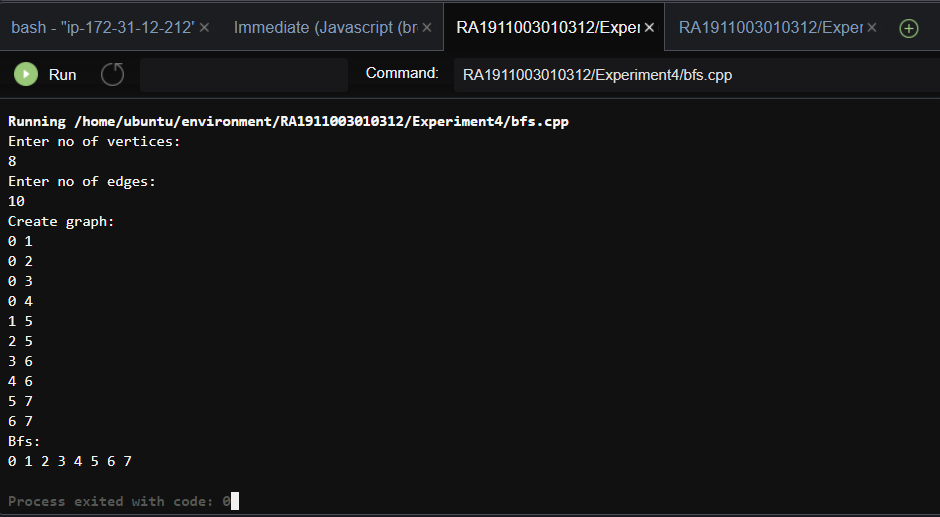 bash - "ip-172-31-12-212" Immediate (Javascript (br RA1911003010312/Exper RA1911003010312/Exper
Run Command: RA1911003010312/Experiment4/bfs.cpp
Running /home/ubuntu/environment/RA1911003010312/Experiment4/bfs.cpp
Enter no of vertices:
8
Enter no of edges:
10
Create graph:
0 1
0 2
0 3
0 4
1 5
2 5
3 6
4 6
5 7
6 7
Bfs:
0 1 2 3 4 5 6 7
Process exited with code: 0